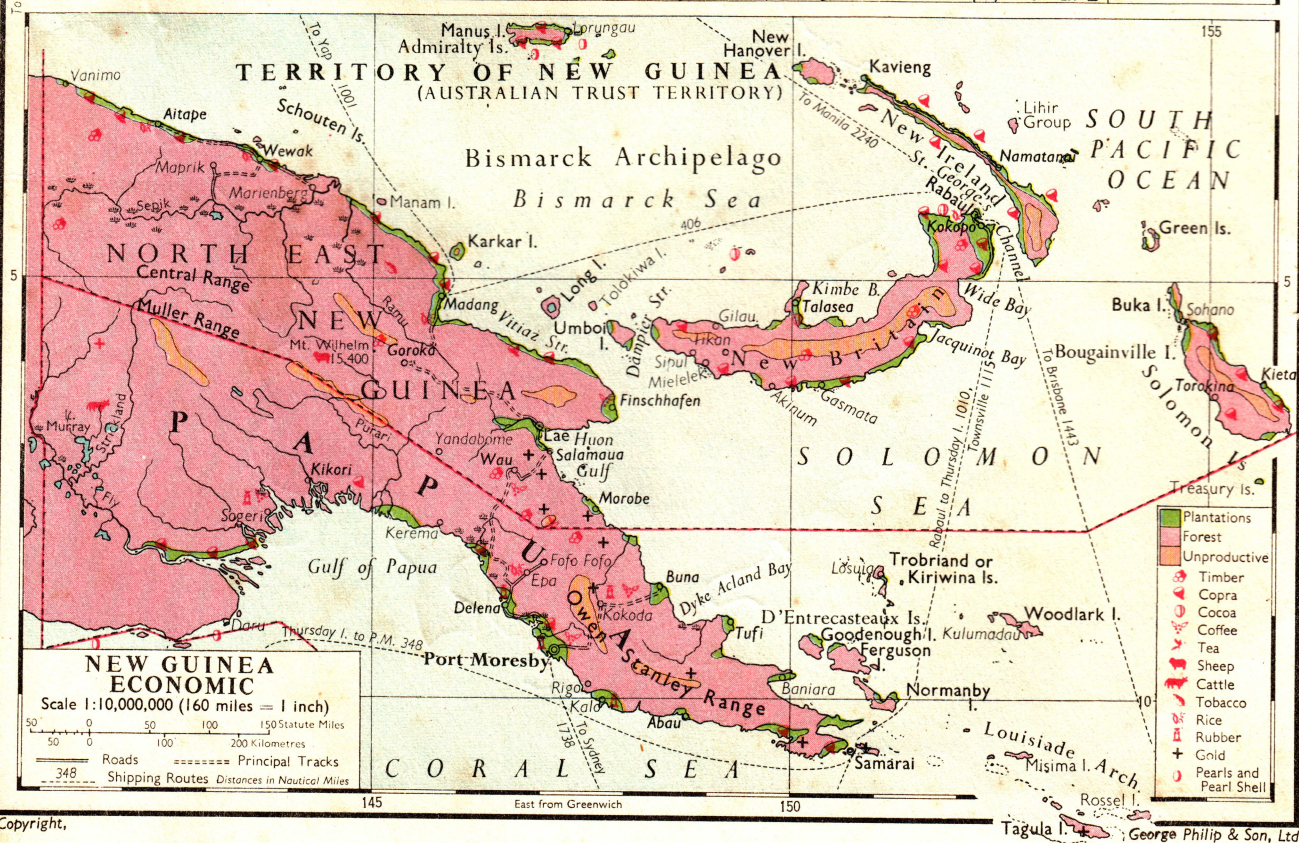 To
155
Manus I.
Lorungau
Admiralty Is.
New
Hanover I.
Kavieng
To Yap
1001
TERRITORY OF NEW GUINEA
(AUSTRALIAN TRUST TERRITORY)
Vanimo
Aitape
Schouten Is.
To Manila 2240
Lihir
Group
SOUTH
PACIFIC
OCEAN
New Ireland
Namatanai
Wewak
Maprik
Marienberg
Bismarck Archipelago
Bismarck Sea
St. George's
Channel
Rabaul
Kokopo
Sepik
Manam I.
406
Green Is.
NORTH EAST
NEW
GUINEA
Central Range
Karkar I.
5
5
Muller Range
Ramu
Madang
Vitiaz Str.
Long I.
Tolokiwa I.
Umboi
I.
Dampier Str.
Kimbe B.
Talasea
Wide Bay
Buka I.
Sohano
Mt. Wilhelm
15,400
Goroka
Gilau
Tikan
New Britain
Jacquinot Bay
Sipul
Mielelek
Akinum
Gasmata
Bougainville I.
Torokina
Kieta
Solomon Is
Finschhafen
L. Murray
Strickland
PAPUA
Purari
Yandabome
Lae
Huon
Gulf
Salamaua
Wau
Kikori
Fly
Sogeri
Morobe
SOLOMON
SEA
Rabaul to Thursday I. 1010
Townsville 1115
To Brisbane 1443
Treasury Is.
Kerema
Gulf of Papua
Fofo Fofo
Epa
Delena
Buna
Dyke Acland Bay
Kokoda
Losuia
Trobriand or
Kiriwina Is.
Daru
Thursday I. to P.M. 348
Port Moresby
Owen Stanley Range
Tufi
D'Entrecasteaux Is.
Goodenough I.
Ferguson
I.
Kulumadau
Woodlark I.
Rigo
Kalo
Abau
Baniara
Normanby
I.
10
To Sydney
1738
Samarai
CORAL SEA
Louisiade Arch.
Misima I.
Rossel I.
Tagula I.
Plantations
Forest
Unproductive
Timber
Copra
Cocoa
Coffee
Tea
Sheep
Cattle
Tobacco
Rice
Rubber
Gold
Pearls and
Pearl Shell
NEW GUINEA
ECONOMIC
Scale 1:10,000,000 (160 miles = 1 inch)
50 0 50 100 150 Statute Miles
50 0 100 200 Kilometres
Roads Principal Tracks
348 Shipping Routes Distances in Nautical Miles
145
East from Greenwich
150
Copyright,
George Philip & Son, Ltd